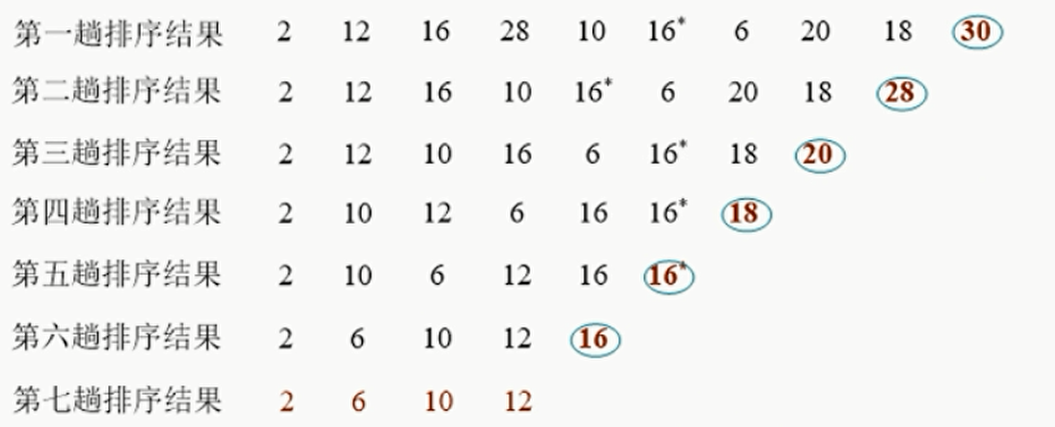 第一趟排序结果 2 12 16 28 10 16* 6 20 18 30
第二趟排序结果 2 12 16 10 16* 6 20 18 28
第三趟排序结果 2 12 10 16 6 16* 18 20
第四趟排序结果 2 10 12 6 16 16* 18
第五趟排序结果 2 10 6 12 16 16*
第六趟排序结果 2 6 10 12 16
第七趟排序结果 2 6 10 12